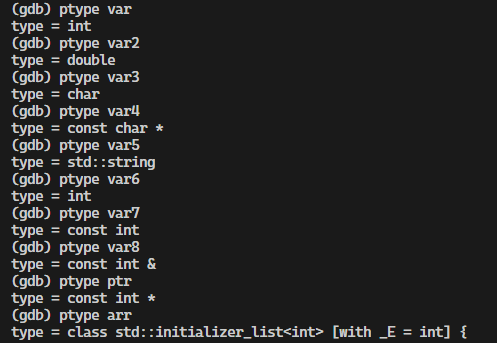 (gdb) ptype var
type = int
(gdb) ptype var2
type = double
(gdb) ptype var3
type = char
(gdb) ptype var4
type = const char *
(gdb) ptype var5
type = std::string
(gdb) ptype var6
type = int
(gdb) ptype var7
type = const int
(gdb) ptype var8
type = const int &
(gdb) ptype ptr
type = const int *
(gdb) ptype arr
type = class std::initializer_list<int> [with _E = int] {